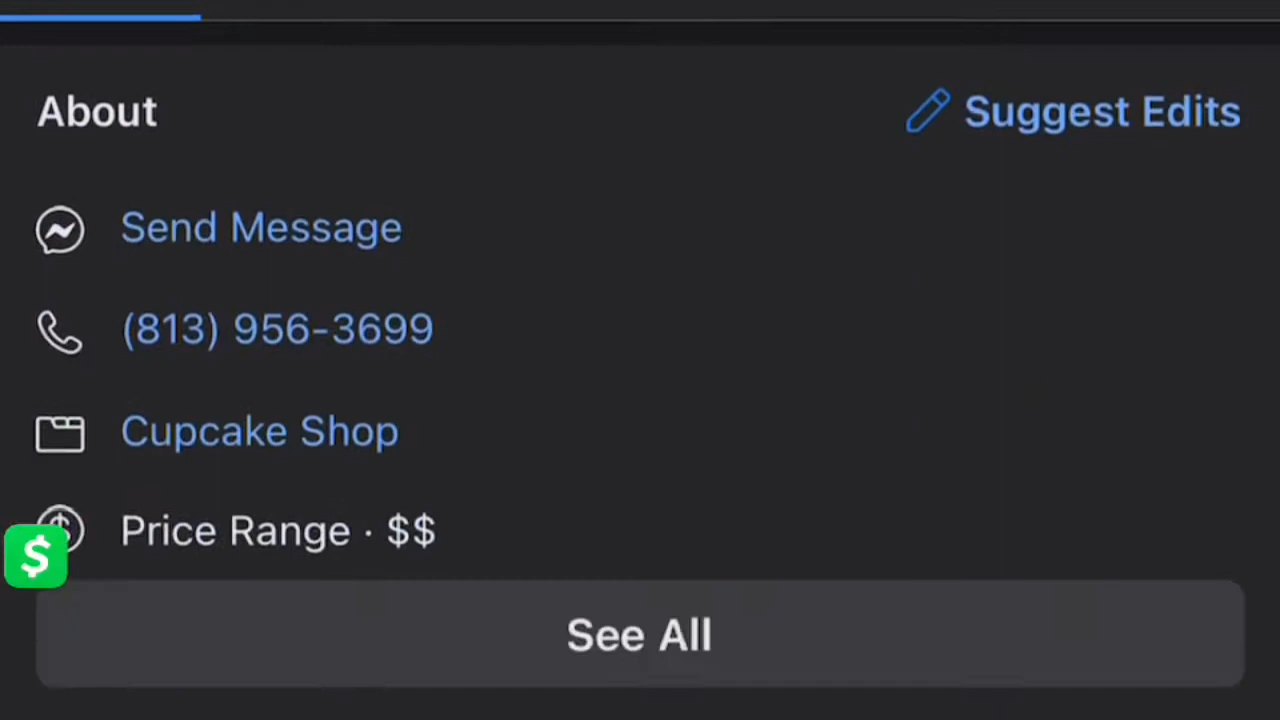 About
Suggest Edits
Send Message
(813) 956-3699
Cupcake Shop
Price Range · $$
$
See All